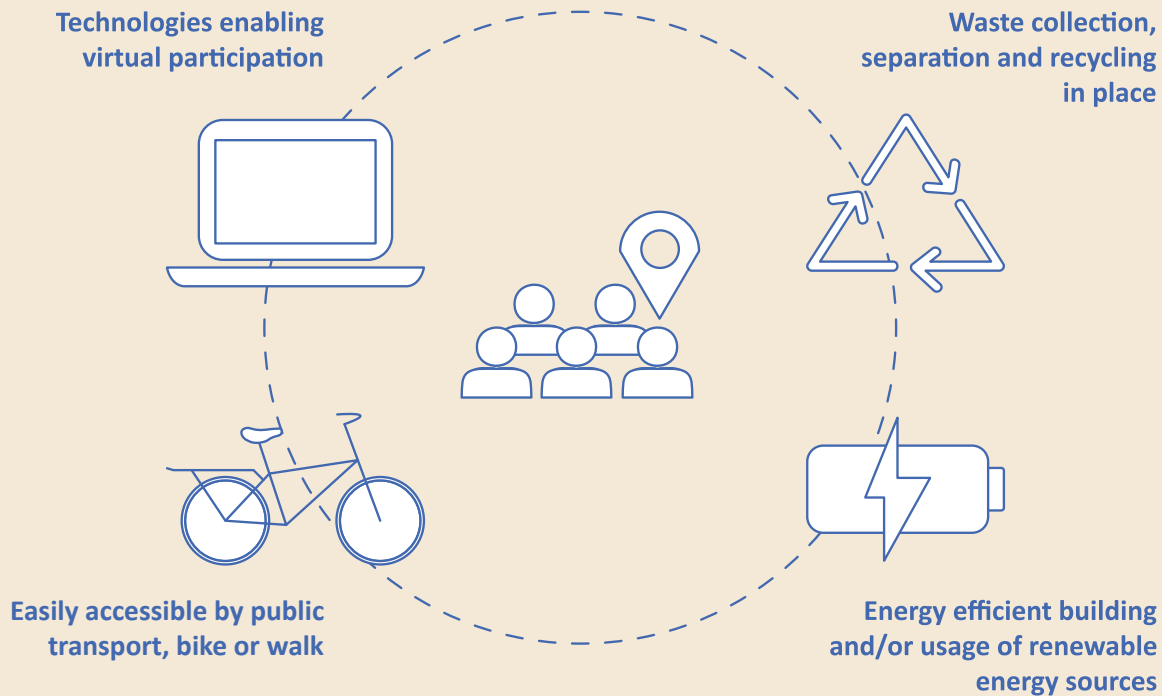 Technologies enabling
virtual participation
Waste collection,
separation and recycling
in place
Easily accessible by public
transport, bike or walk
Energy efficient building
and/or usage of renewable
energy sources